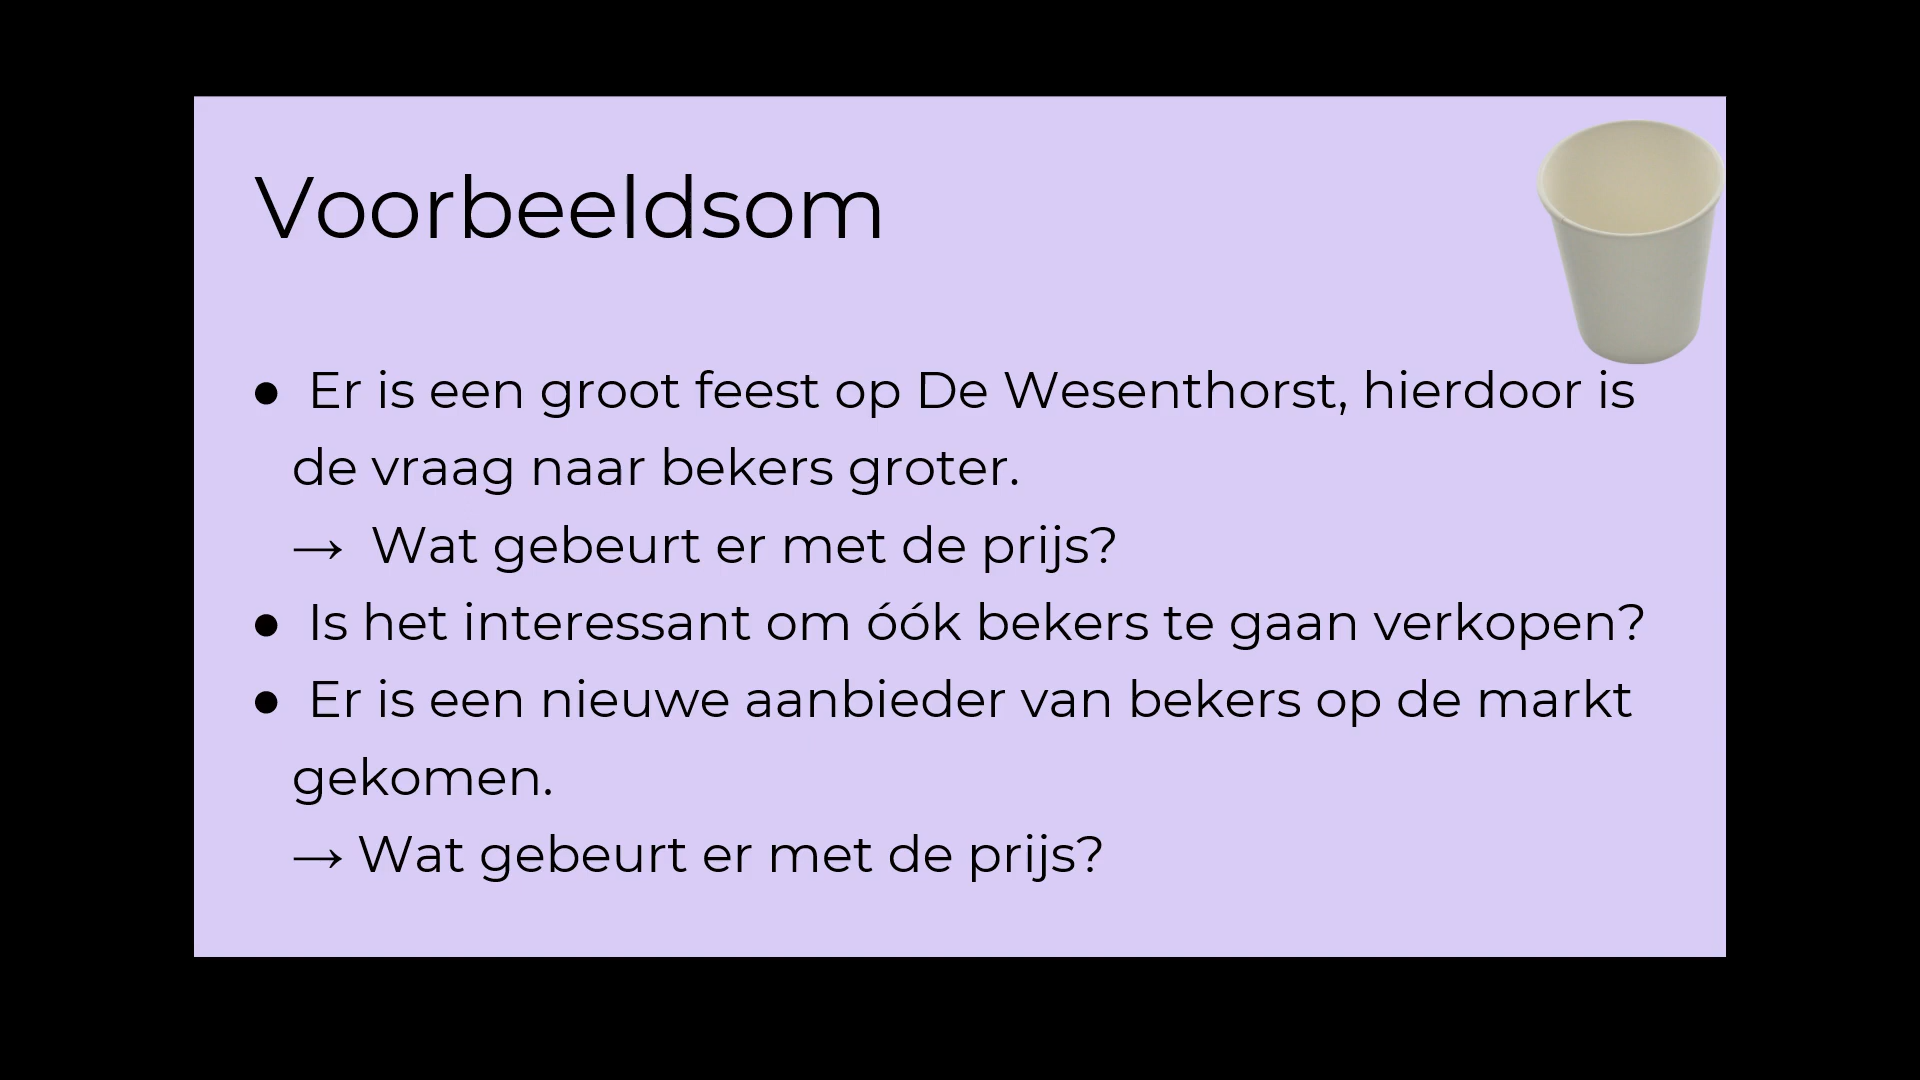 Voorbeeldsom
● Er is een groot feest op De Wesenthorst, hierdoor is
de vraag naar bekers groter.
→ Wat gebeurt er met de prijs?
● Is het interessant om óók bekers te gaan verkopen?
● Er is een nieuwe aanbieder van bekers op de markt
gekomen.
→ Wat gebeurt er met de prijs?